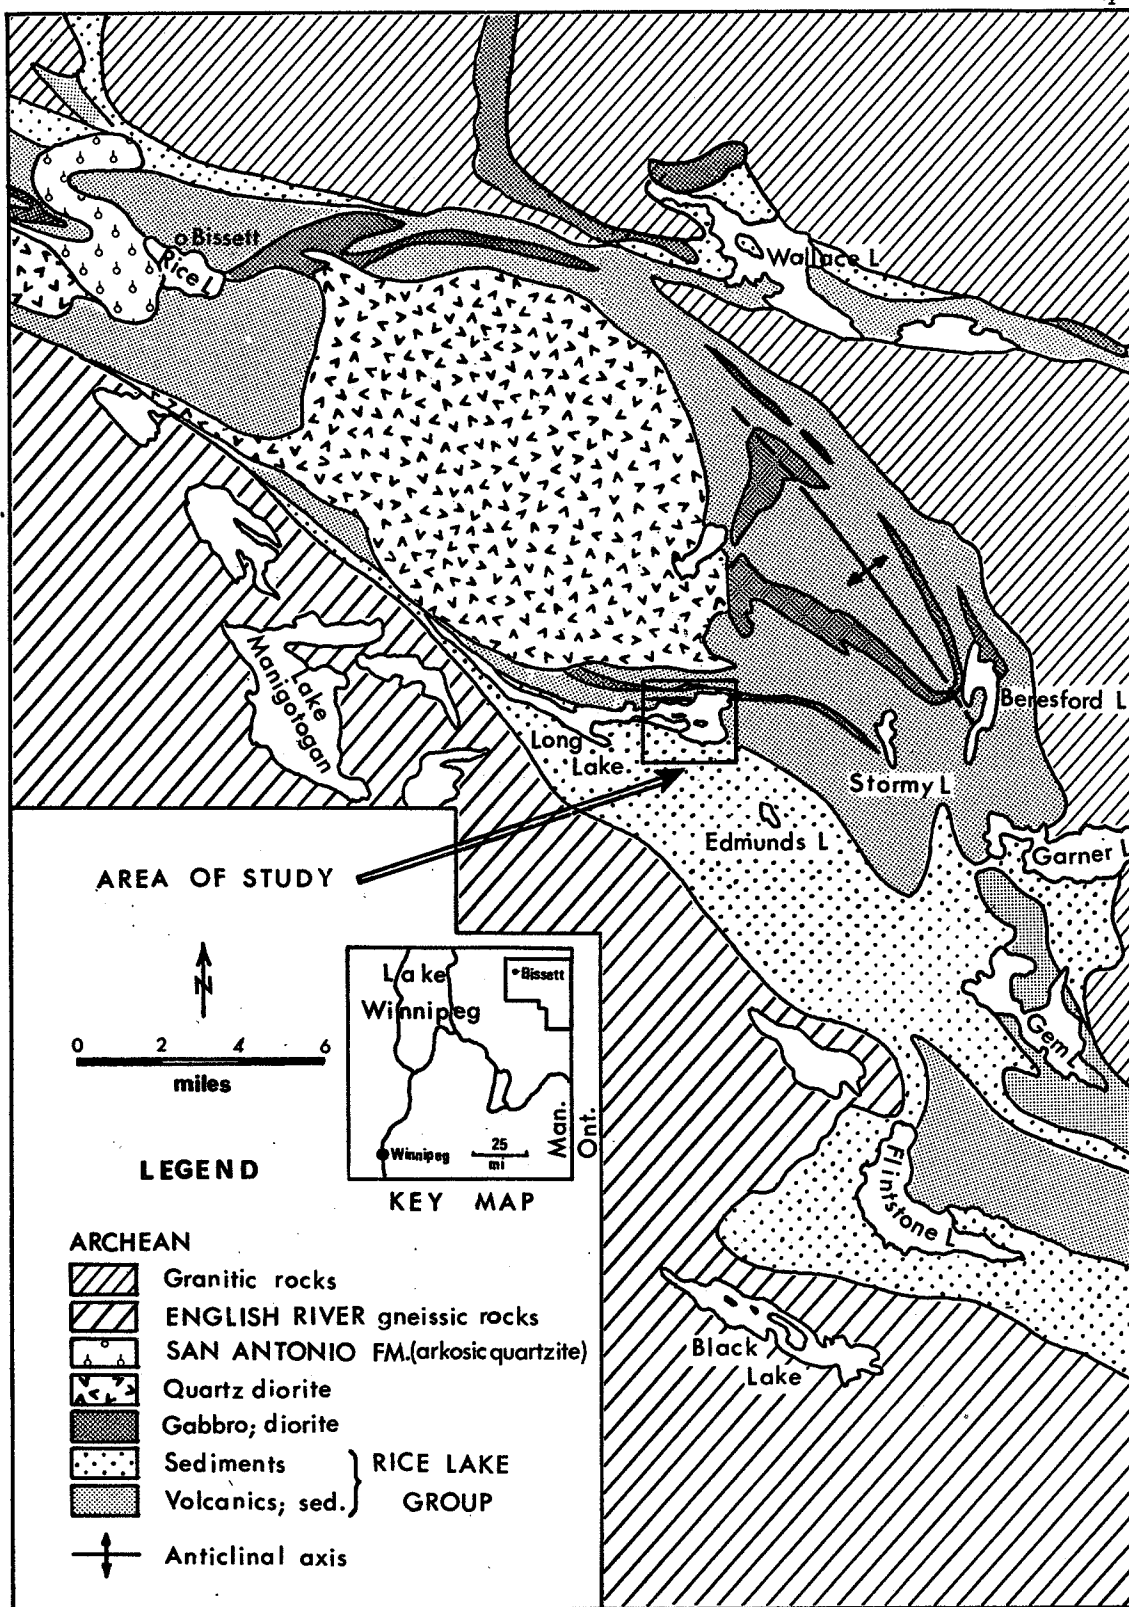 Bissett
Rice L
Wallace L
Beresford L
Lake
Manigotogan
Long
Lake
Stormy L
Edmunds L
Garner L
AREA OF STUDY
N
0 2 4 6
miles
Lake
Winnipeg
Bissett
Man.
Ont.
Winnipeg
25
mi
KEY MAP
Gem
Flintstone L
Black
Lake
LEGEND
ARCHEAN
Granitic rocks
ENGLISH RIVER gneissic rocks
SAN ANTONIO FM.(arkosic quartzite)
Quartz diorite
Gabbro; diorite
Sediments
Volcanics; sed.
RICE LAKE
GROUP
Anticlinal axis